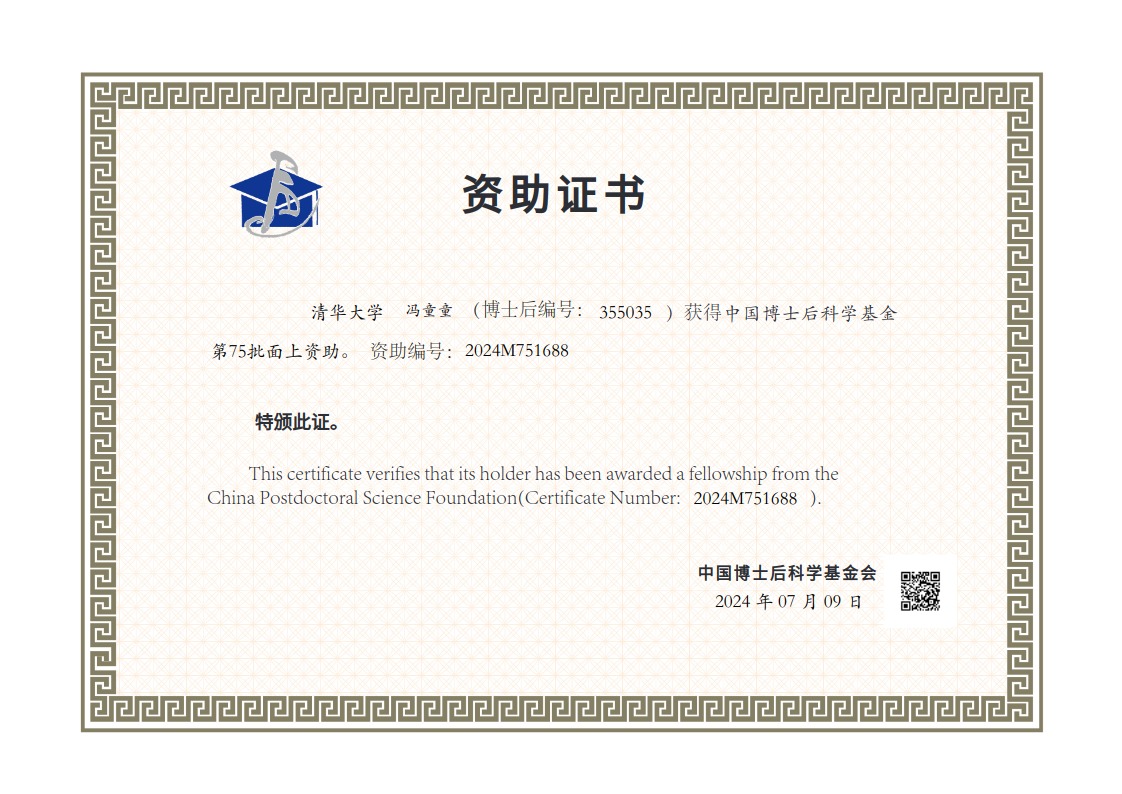 资助证书
清华大学 冯童童 （博士后编号： 355035 ）获得中国博士后科学基金
第75批面上资助。 资助编号：2024M751688
特颁此证。
This certificate verifies that its holder has been awarded a fellowship from the
China Postdoctoral Science Foundation(Certificate Number: 2024M751688 ).
中国博士后科学基金会
2024 年 07 月 09 日